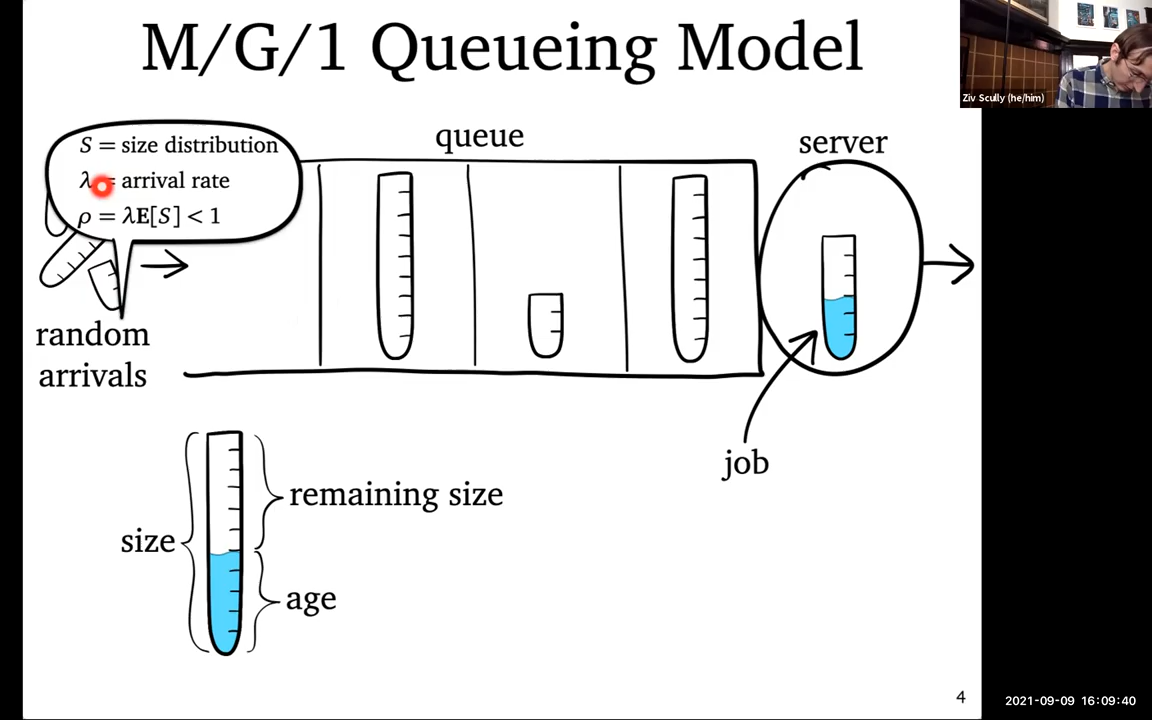 M/G/1 Queueing Model
Ziv Scully (he/him)
S = size distribution
λ = arrival rate
ρ = λE[S] < 1
queue
server
random
arrivals
job
remaining size
size
age
4
2021-09-09 16:09:40